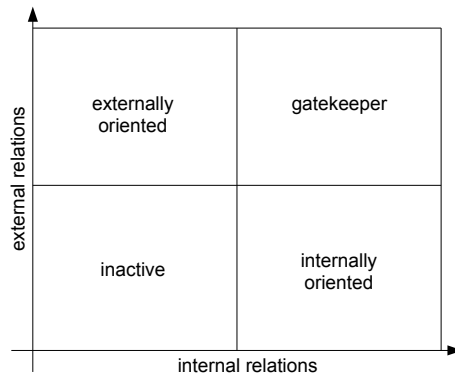 external relations
externally
oriented
gatekeeper
inactive
internally
oriented
internal relations